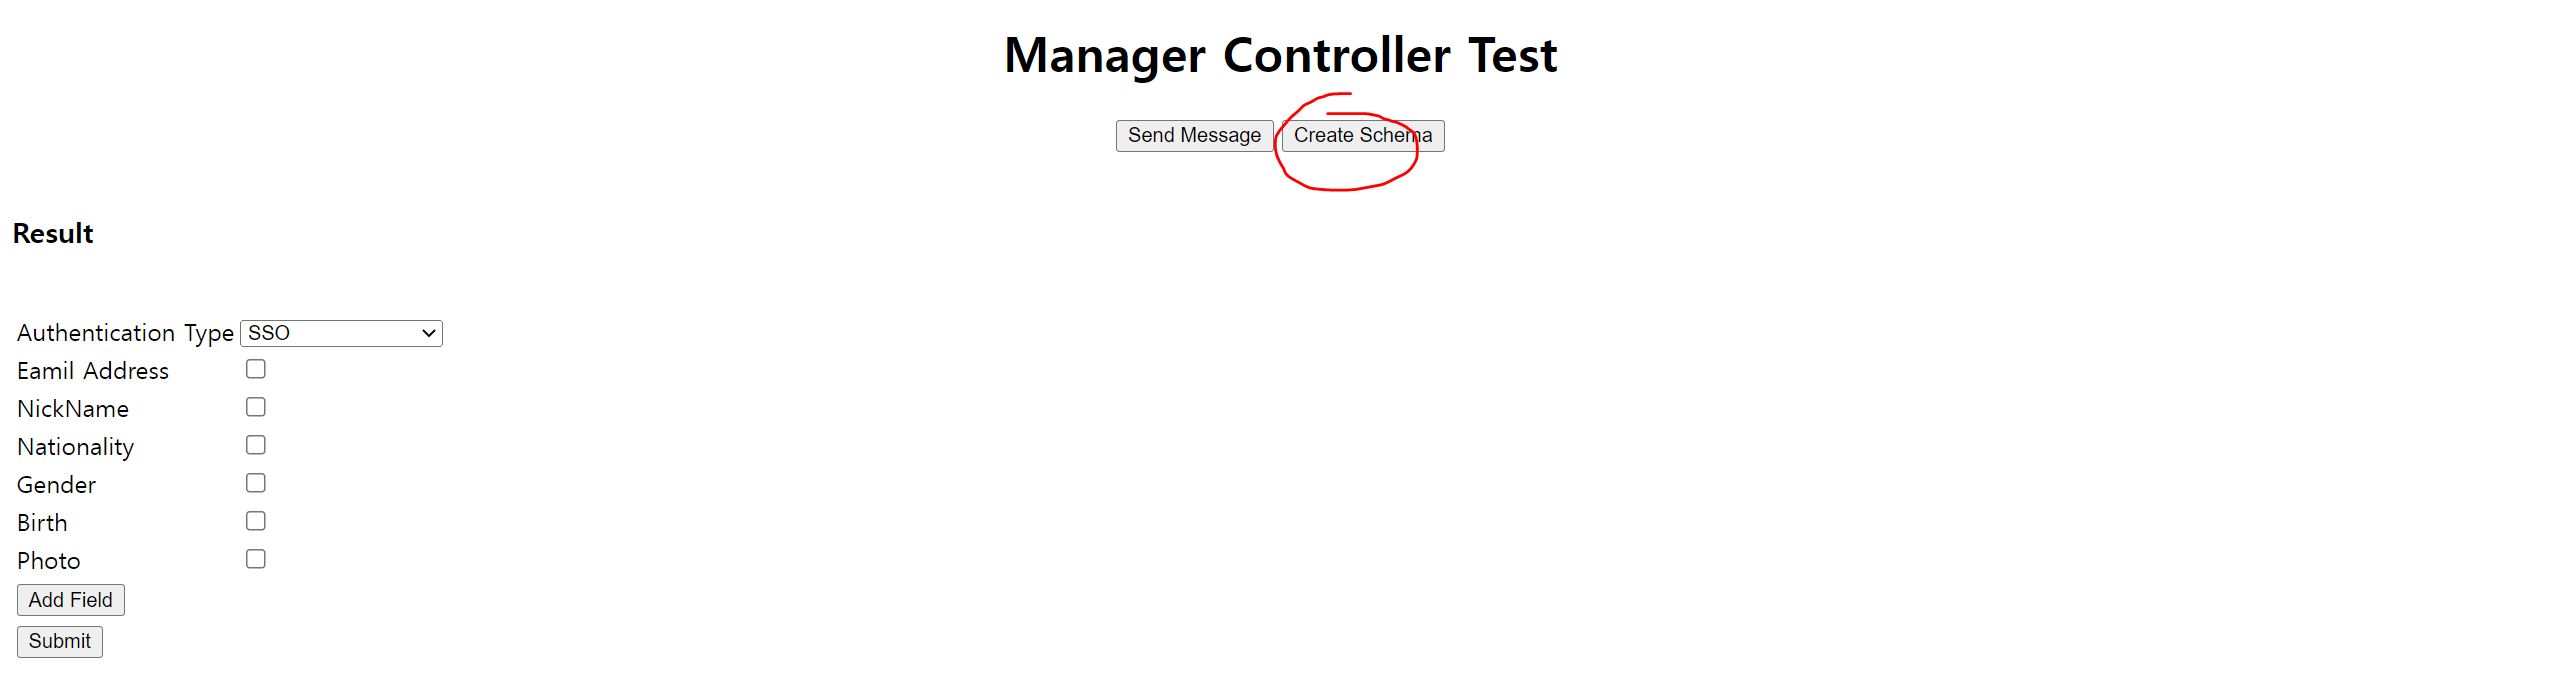 Manager Controller Test
Send Message Create Schema
Result
Authentication Type SSO
Eamil Address
NickName
Nationality
Gender
Birth
Photo
Add Field
Submit